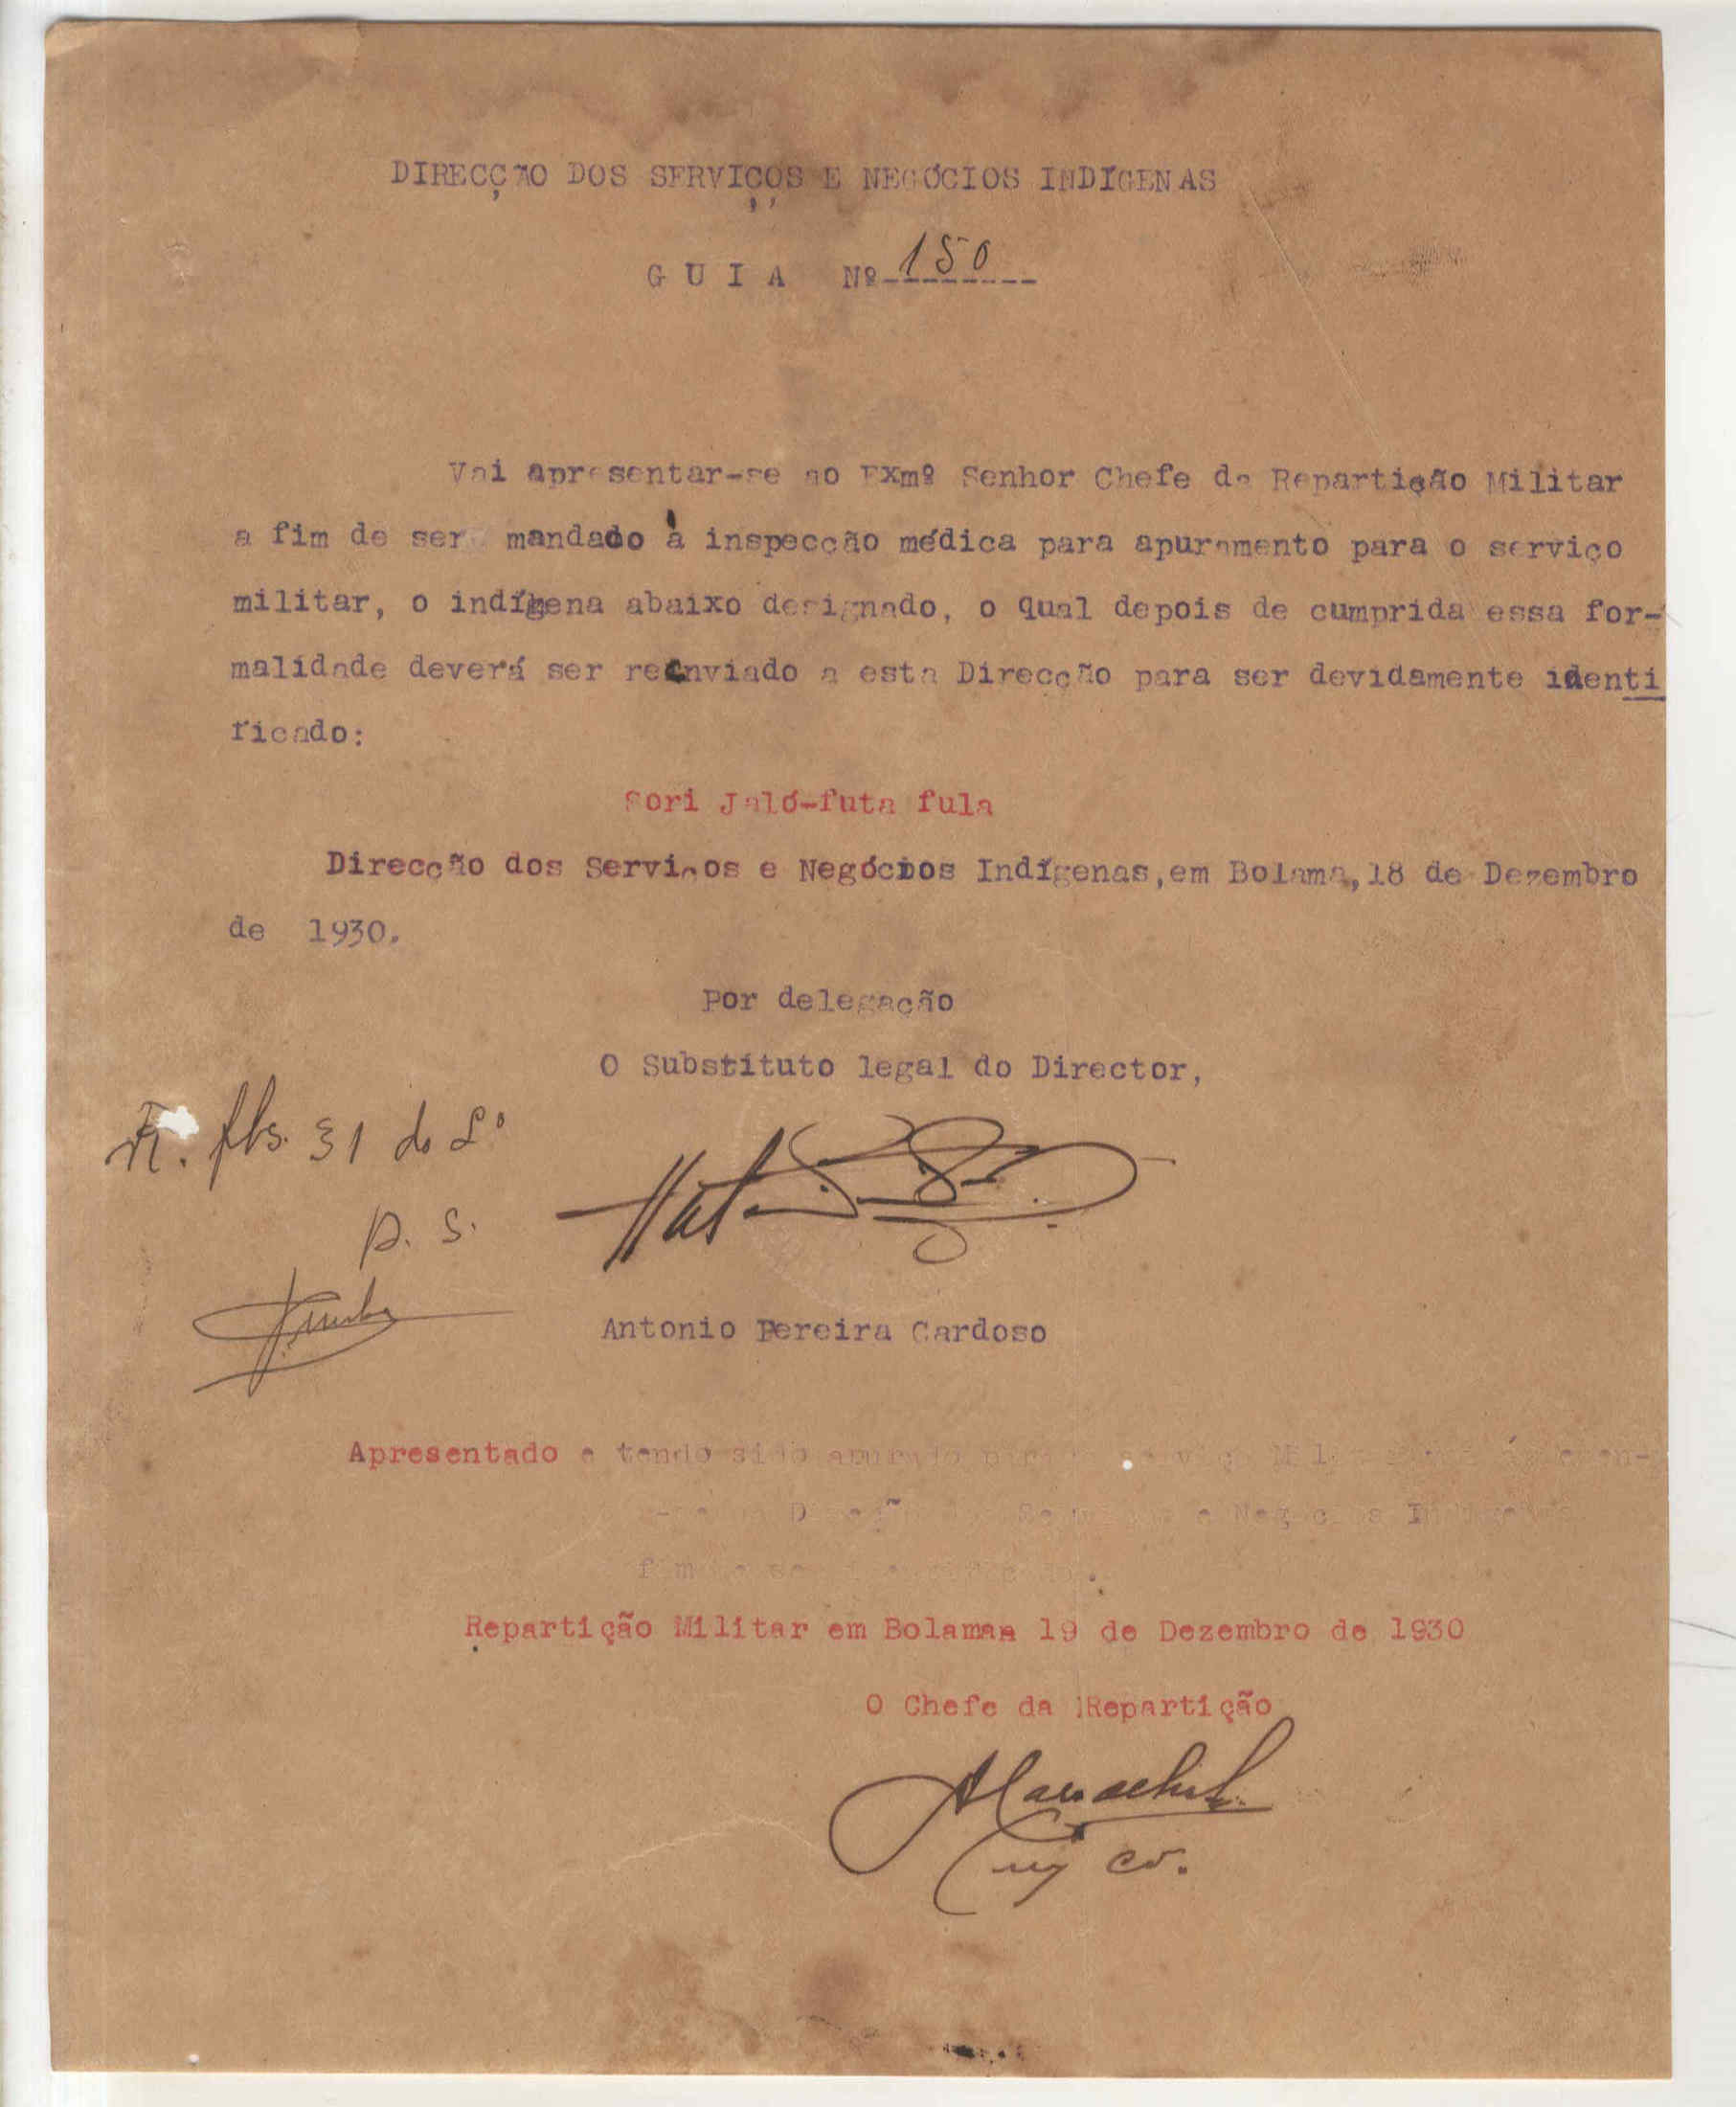 DIRECÇÃO DOS SERVIÇOS E NEGÓCIOS INDÍGENAS
GUIA Nº 150
Vai apresentar-se ao EXmº Senhor Chefe da Repartição Militar
a fim de ser mandado à inspecção médica para apuramento para o serviço
militar, o indígena abaixo designado, o qual depois de cumprida essa for-
malidade deverá ser reenviado a esta Direcção para ser devidamente identi
ficado:
Sori Jaló-futa fula
Direcção dos Serviços e Negócios Indígenas, em Bolama, 18 de Dezembro
de 1930.
Por delegação
O Substituto legal do Director,
fls. 31 do Lº
P. S.
Antonio Pereira Cardoso
Apresentado e tendo sido apurado para
Negocios
Repartição Militar em Bolama 19 de Dezembro de 1930
O Chefe da Repartição